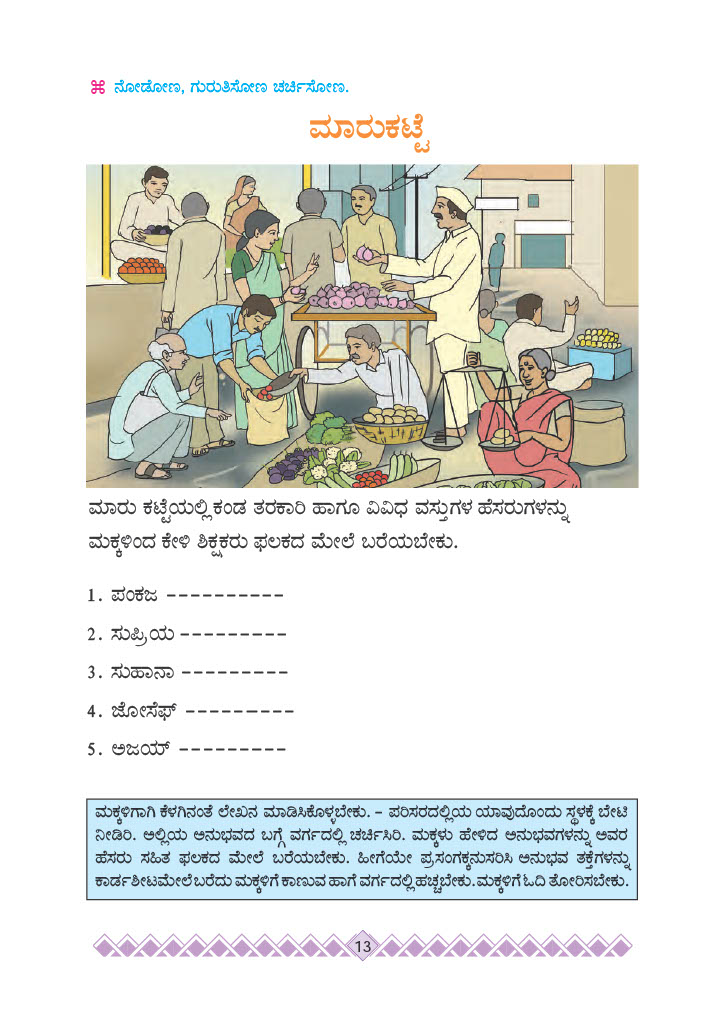 ⌘ ನೋಡೋಣ, ಗುರುತಿಸೋಣ ಚರ್ಚಿಸೋಣ.
ಮಾರುಕಟ್ಟೆ
ಮಾರು ಕಟ್ಟೆಯಲ್ಲಿ ಕಂಡ ತರಕಾರಿ ಹಾಗೂ ವಿವಿಧ ವಸ್ತುಗಳ ಹೆಸರುಗಳನ್ನು
ಮಕ್ಕಳಿಂದ ಕೇಳಿ ಶಿಕ್ಷಕರು ಫಲಕದ ಮೇಲೆ ಬರೆಯಬೇಕು.
1. ಪಂಕಜ ----------
2. ಸುಪ್ರಿಯ ---------
3. ಸುಹಾನಾ ---------
4. ಜೋಸೆಫ್ ---------
5. ಅಜಯ್ ---------
ಮಕ್ಕಳಿಗಾಗಿ ಕೆಳಗಿನಂತೆ ಲೇಖನ ಮಾಡಿಸಿಕೊಳ್ಳಬೇಕು. – ಪರಿಸರದಲ್ಲಿಯ ಯಾವುದೊಂದು ಸ್ಥಳಕ್ಕೆ ಬೇಟಿ
ನೀಡಿರಿ. ಅಲ್ಲಿಯ ಅನುಭವದ ಬಗ್ಗೆ ವರ್ಗದಲ್ಲಿ ಚರ್ಚಿಸಿರಿ. ಮಕ್ಕಳು ಹೇಳಿದ ಅನುಭವಗಳನ್ನು ಅವರ
ಹೆಸರು ಸಹಿತ ಫಲಕದ ಮೇಲೆ ಬರೆಯಬೇಕು. ಹೀಗೆಯೇ ಪ್ರಸಂಗಕ್ಕನುಸರಿಸಿ ಅನುಭವ ತಕ್ತೆಗಳನ್ನು
ಕಾರ್ಡಶೀಟಮೇಲೆ ಬರೆದು ಮಕ್ಕಳಿಗೆ ಕಾಣುವ ಹಾಗೆ ವರ್ಗದಲ್ಲಿ ಹಚ್ಚಬೇಕು. ಮಕ್ಕಳಿಗೆ ಓದಿ ತೋರಿಸಬೇಕು.
13